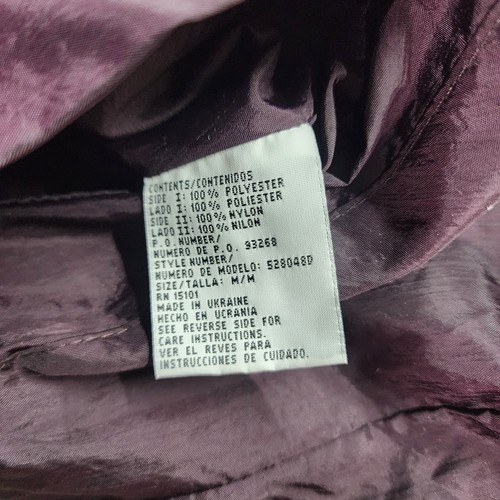 CONTENTS/CONTENIDOS
SIDE I: 100% POLYESTER
LADO I: 100% POLIESTER
SIDE II: 100% NYLON
LADO II: 100% NILON
P.O. NUMBER/
NUMERO DE P.O. 93268
STYLE NUMBER/
NUMERO DE MODELO: 528048D
SIZE/TALLA: M/M
RN 15101
MADE IN UKRAINE
HECHO EN UCRANIA
SEE REVERSE SIDE FOR
CARE INSTRUCTIONS.
VER EL REVES PARA
INSTRUCCIONES DE CUIDADO.